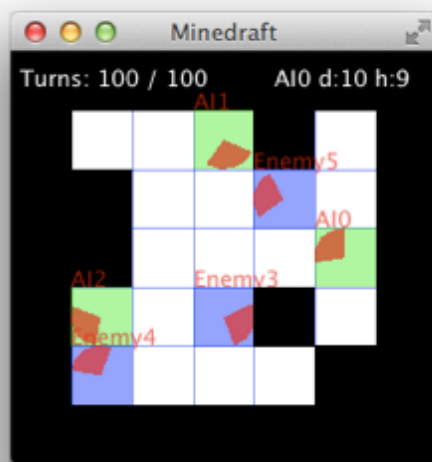 Minedraft
Turns: 100 / 100 AI0 d:10 h:9
AI1
Enemy5
AI0
AI2 Enemy3
Enemy4